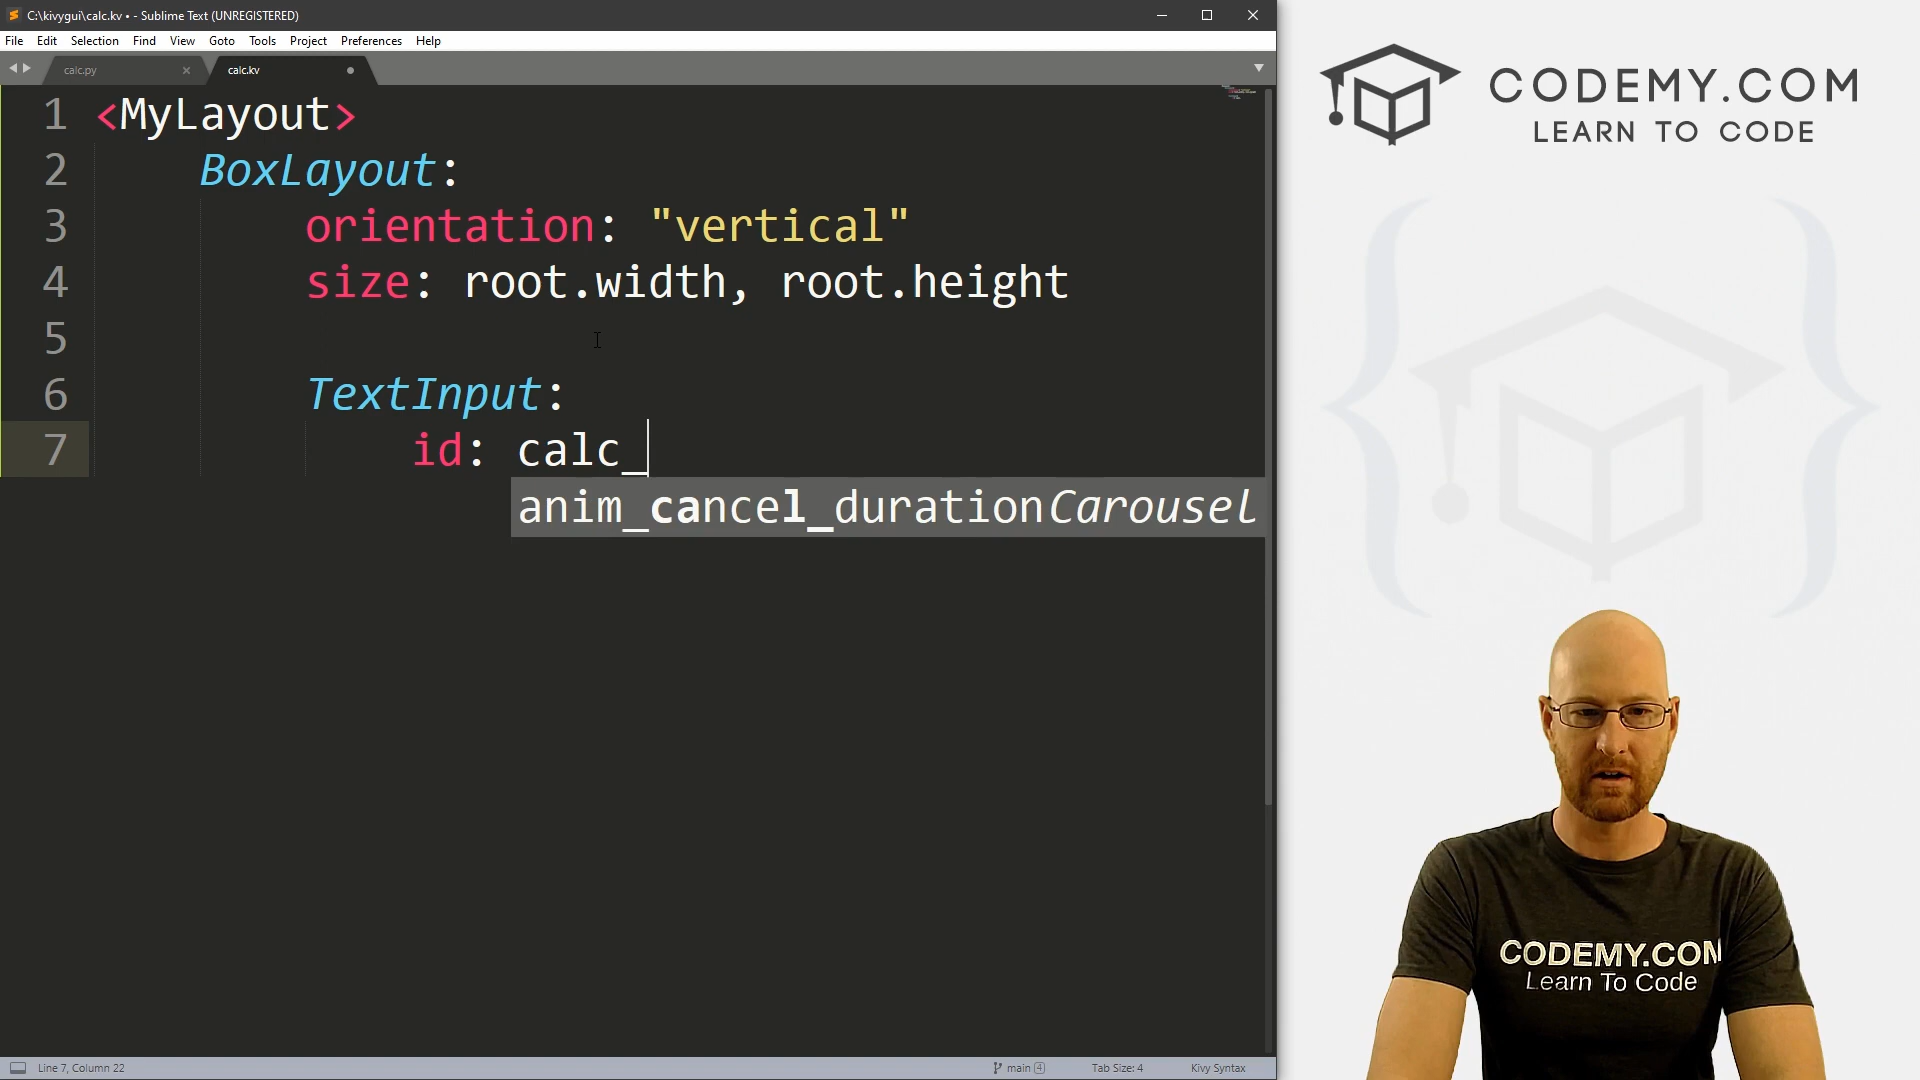 C:\kivygui\calc.kv • - Sublime Text (UNREGISTERED)
File Edit Selection Find View Goto Tools Project Preferences Help
calc.py calc.kv
1 <MyLayout>
2 BoxLayout:
3 orientation: "vertical"
4 size: root.width, root.height
5
6 TextInput:
7 id: calc_
anim_cancel_durationCarousel
Line 7, Column 22 main 4 Tab Size: 4 Kivy Syntax
CODEMY.COM
LEARN TO CODE
CODEMY.COM
Learn To Code